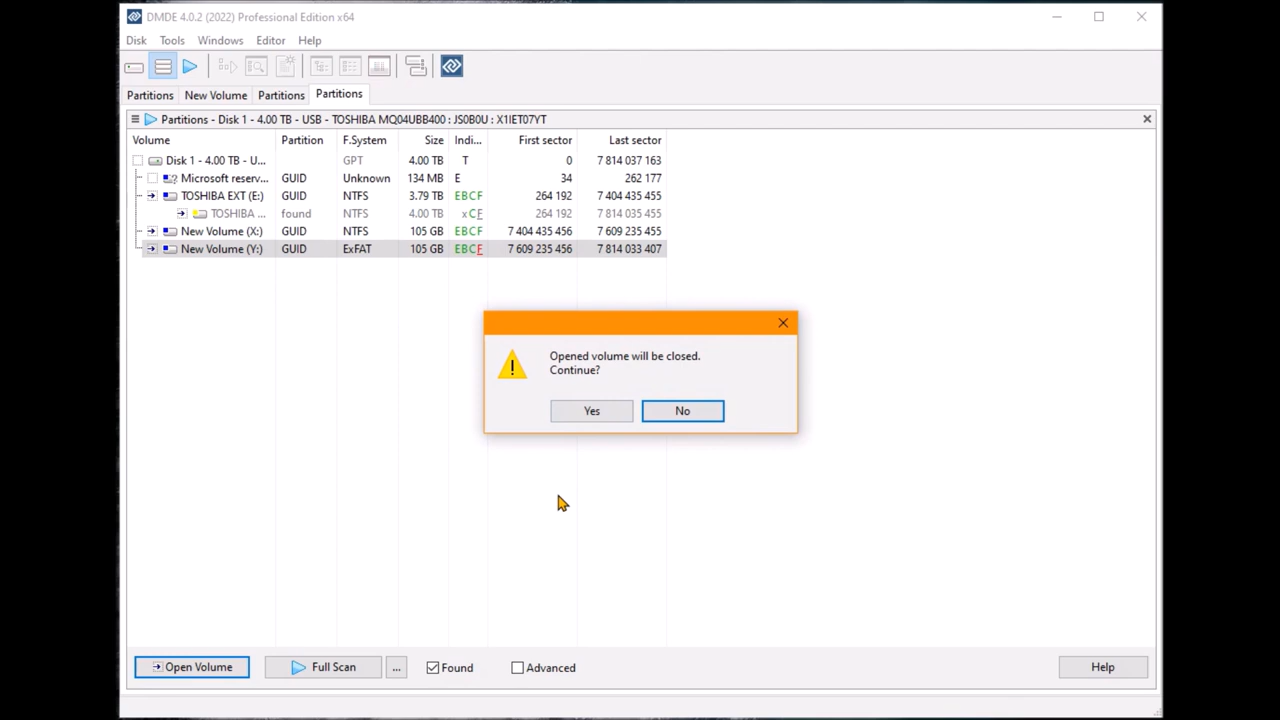 DMDE 4.0.2 (2022) Professional Edition x64
Disk Tools Windows Editor Help
Partitions New Volume Partitions Partitions
Partitions - Disk 1 - 4.00 TB - USB - TOSHIBA MQ04UBB400 : JS0B0U : X1IET07YT
Volume Partition F.System Size Indi... First sector Last sector
Disk 1 - 4.00 TB - U... GPT 4.00 TB T 0 7 814 037 163
Microsoft reserv... GUID Unknown 134 MB E 34 262 177
TOSHIBA EXT (E:) GUID NTFS 3.79 TB EBCF 264 192 7 404 435 455
TOSHIBA ... found NTFS 4.00 TB xCF 264 192 7 814 035 455
New Volume (X:) GUID NTFS 105 GB EBCF 7 404 435 456 7 609 235 455
New Volume (Y:) GUID ExFAT 105 GB EBCF 7 609 235 456 7 814 033 407
Opened volume will be closed.
Continue?
Yes No
Open Volume Full Scan ... Found Advanced Help